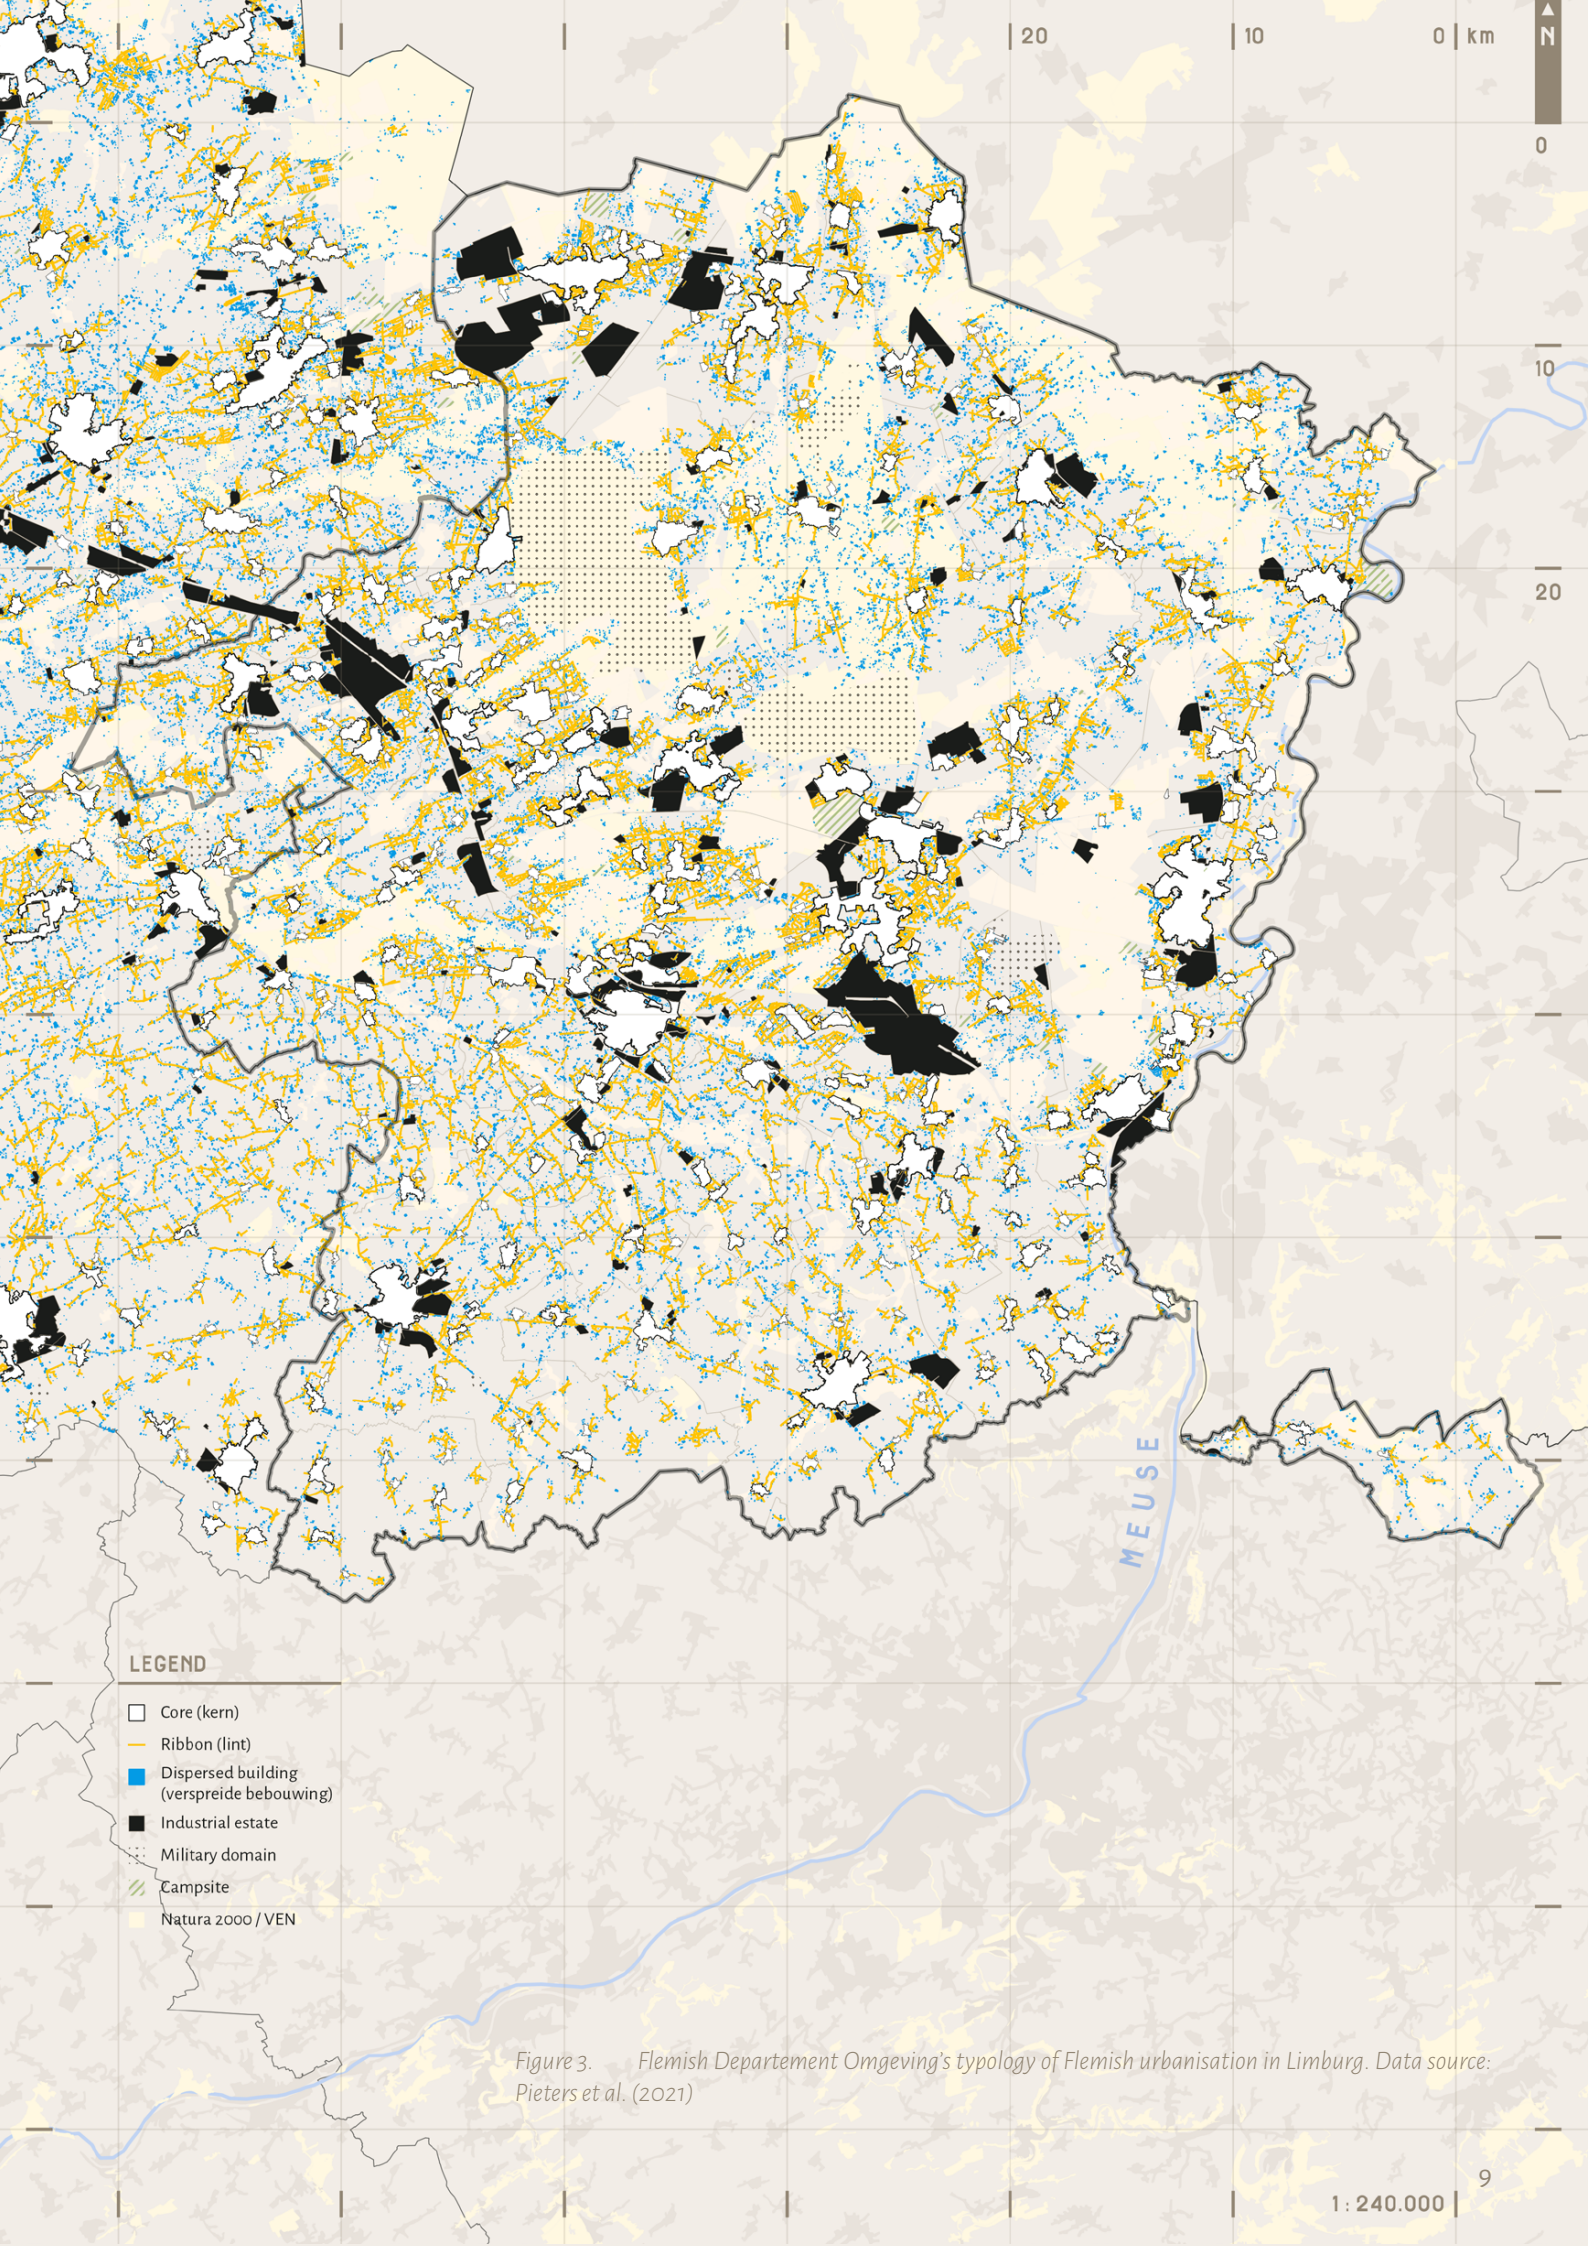 20
10
0 km
N
0
10
20
MEUSE
LEGEND
Core (kern)
Ribbon (lint)
Dispersed building
(verspreide bebouwing)
Industrial estate
Military domain
Campsite
Natura 2000 / VEN
Figure 3. Flemish Departement Omgeving's typology of Flemish urbanisation in Limburg. Data source:
Pieters et al. (2021)
9
1 : 240.000